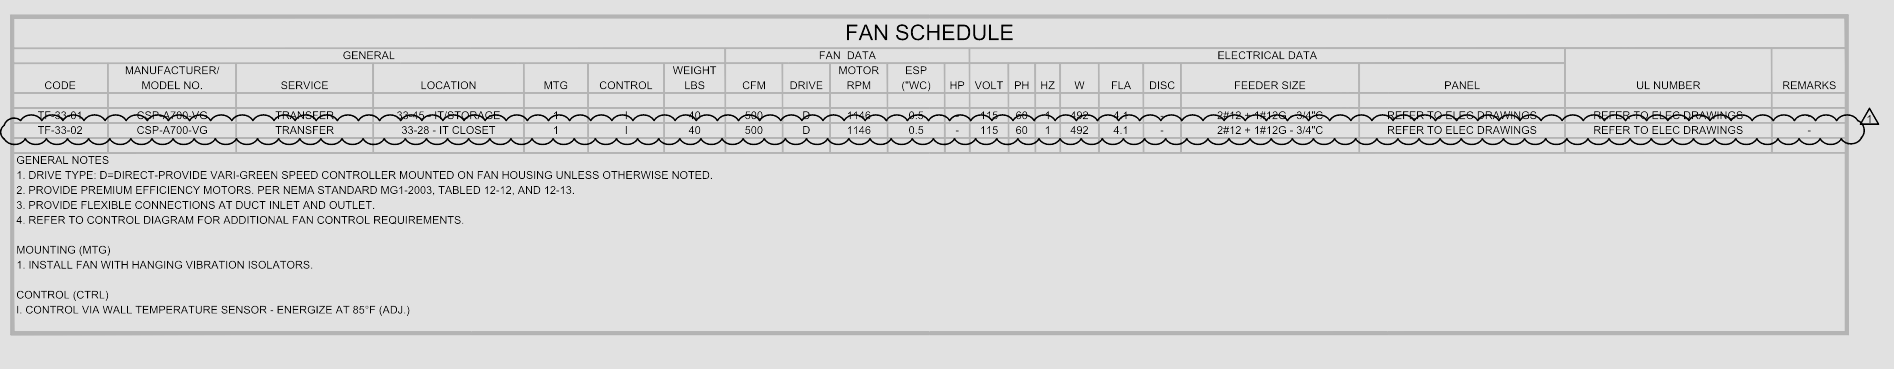 FAN SCHEDULE
GENERAL FAN DATA ELECTRICAL DATA
CODE MANUFACTURER/ MODEL NO. SERVICE LOCATION MTG CONTROL WEIGHT LBS CFM DRIVE MOTOR RPM ESP ("WC) HP VOLT PH HZ W FLA DISC FEEDER SIZE PANEL UL NUMBER REMARKS
TF-33-01 CSP-A700-VG TRANSFER 33-45 - IT/STORAGE 1 I 40 500 D 1146 0.5 - 115 60 1 492 4.1 - 2#12 + 1#12G - 3/4"C REFER TO ELEC DRAWINGS REFER TO ELEC DRAWINGS -
TF-33-02 CSP-A700-VG TRANSFER 33-28 - IT CLOSET 1 I 40 500 D 1146 0.5 - 115 60 1 492 4.1 - 2#12 + 1#12G - 3/4"C REFER TO ELEC DRAWINGS REFER TO ELEC DRAWINGS -
1
GENERAL NOTES
1. DRIVE TYPE: D=DIRECT-PROVIDE VARI-GREEN SPEED CONTROLLER MOUNTED ON FAN HOUSING UNLESS OTHERWISE NOTED.
2. PROVIDE PREMIUM EFFICIENCY MOTORS. PER NEMA STANDARD MG1-2003, TABLED 12-12, AND 12-13.
3. PROVIDE FLEXIBLE CONNECTIONS AT DUCT INLET AND OUTLET.
4. REFER TO CONTROL DIAGRAM FOR ADDITIONAL FAN CONTROL REQUIREMENTS.
MOUNTING (MTG)
1. INSTALL FAN WITH HANGING VIBRATION ISOLATORS.
CONTROL (CTRL)
I. CONTROL VIA WALL TEMPERATURE SENSOR - ENERGIZE AT 85°F (ADJ.)